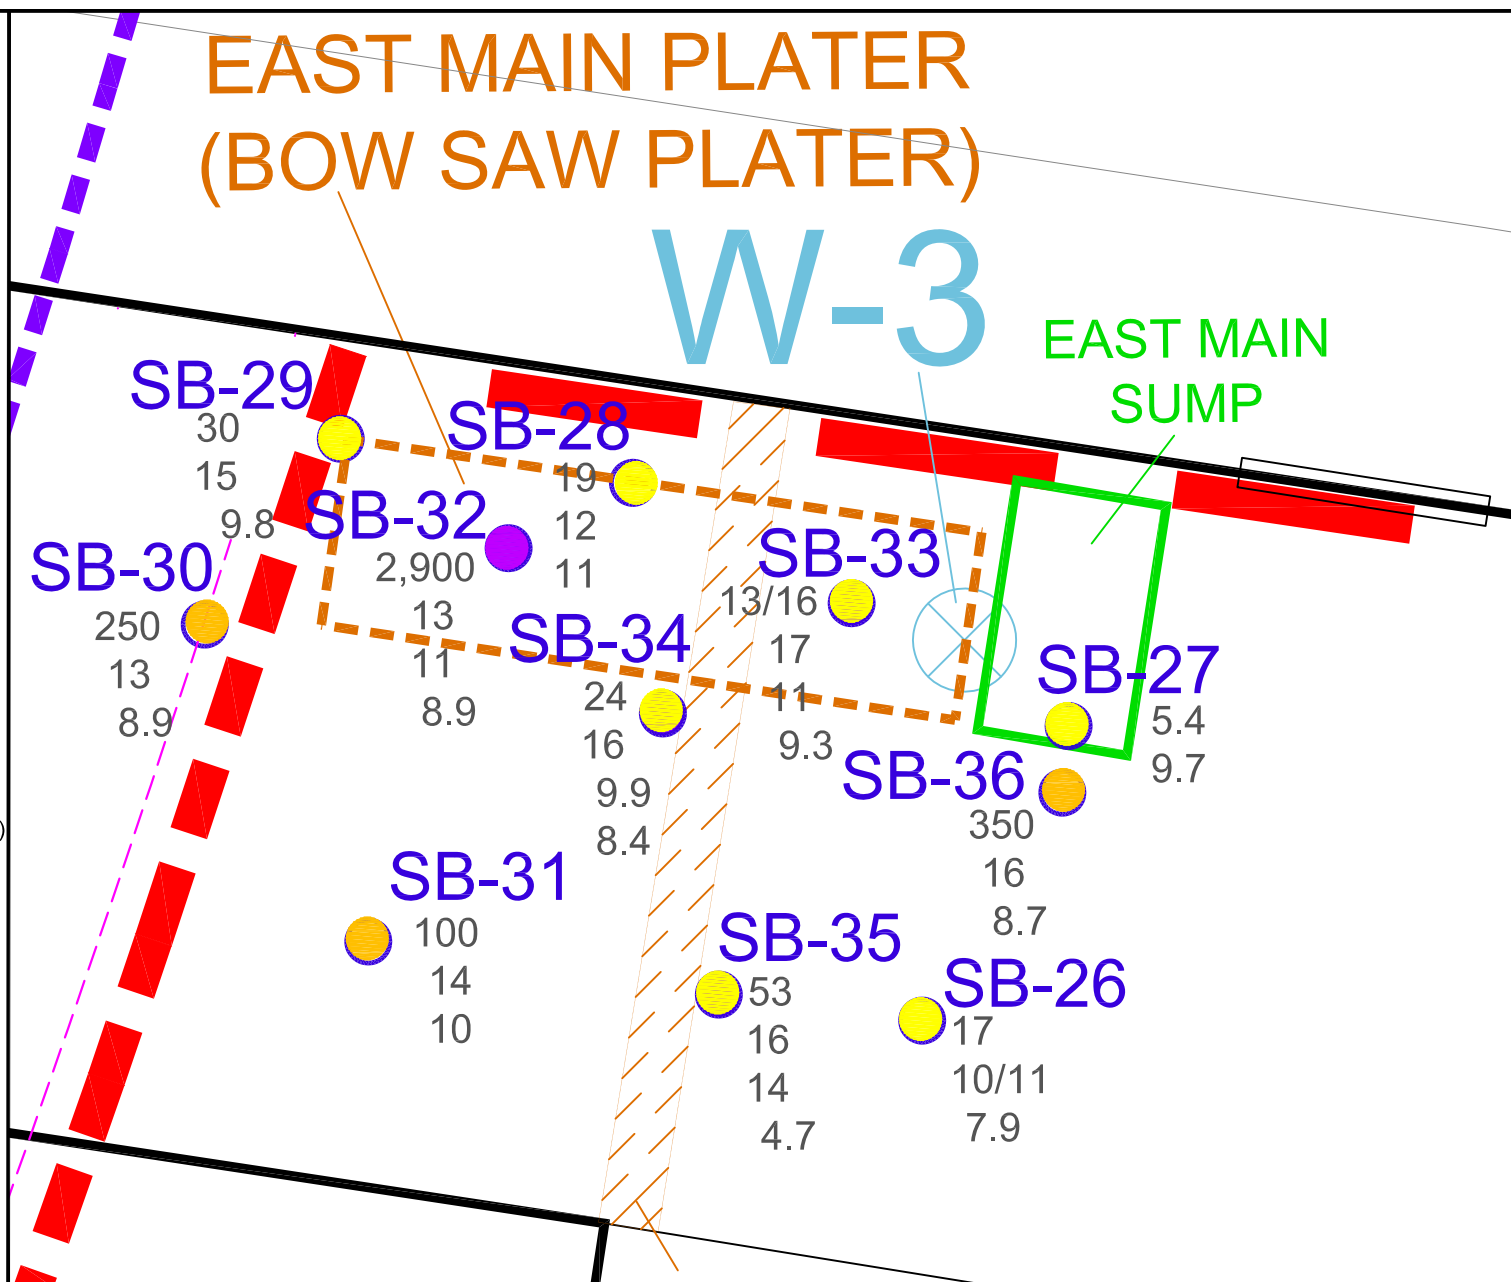 EAST MAIN PLATER
(BOW SAW PLATER)
W-3
EAST MAIN
SUMP
SB-29
30
15
9.8
SB-28
19
12
11
SB-32
2,900
13
11
8.9
SB-30
250
13
8.9
SB-33
13/16
17
11
9.3
SB-34
24
16
9.9
8.4
SB-27
5.4
9.7
SB-36
350
16
8.7
SB-31
100
14
10
SB-35
53
16
14
4.7
SB-26
17
10/11
7.9
)